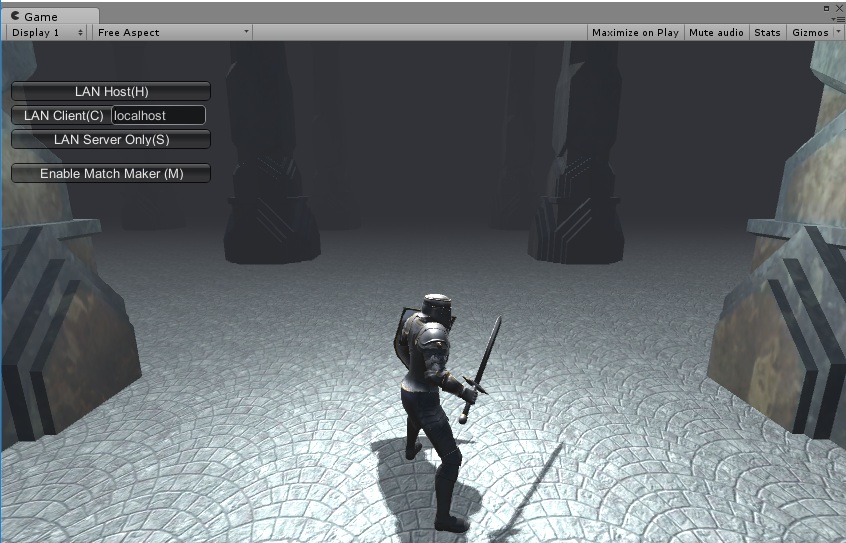 Game
Display 1 Free Aspect Maximize on Play Mute audio Stats Gizmos
LAN Host(H)
LAN Client(C) localhost
LAN Server Only(S)
Enable Match Maker (M)